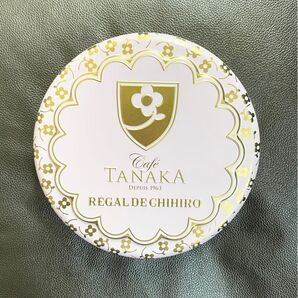 Café
TANAKA
DEPUIS 1963
REGAL DE CHIHIRO